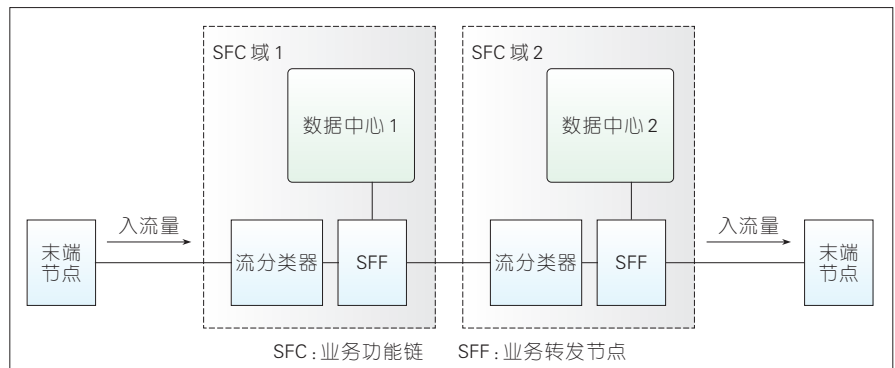 SFC 域 1
SFC 域 2
数据中心 1
数据中心 2
入流量
入流量
末端
节点
流分类器
SFF
流分类器
SFF
末端
节点
SFC：业务功能链 SFF：业务转发节点